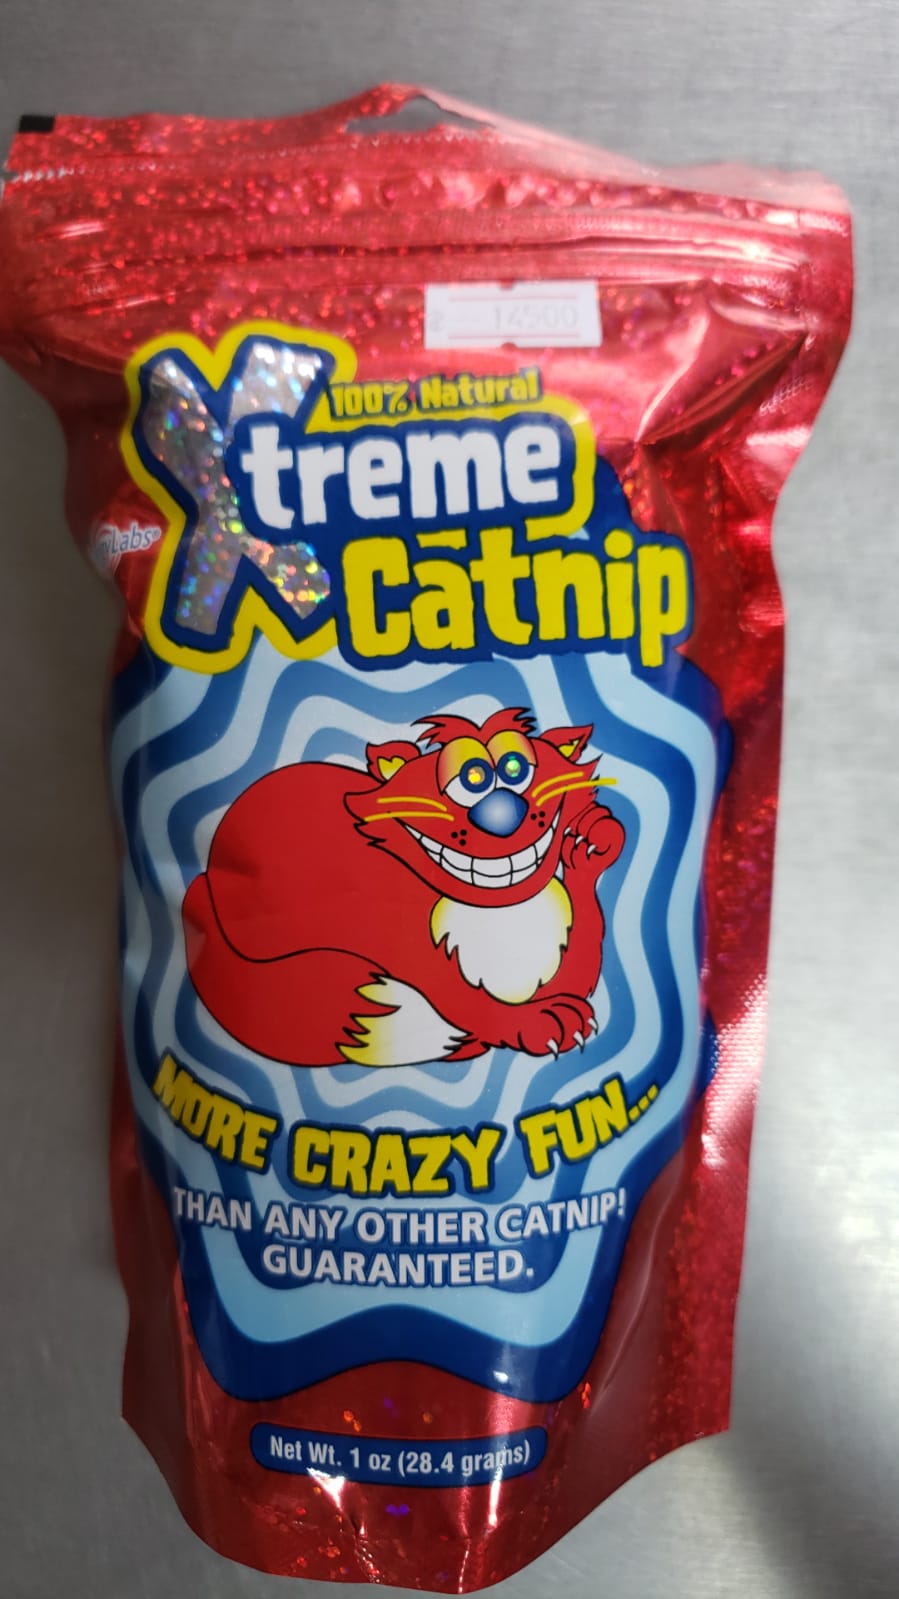 14500
100% Natural
Xtreme
Catnip
MORE CRAZY FUN...
THAN ANY OTHER CATNIP!
GUARANTEED.
Net Wt. 1 oz (28.4 grams)